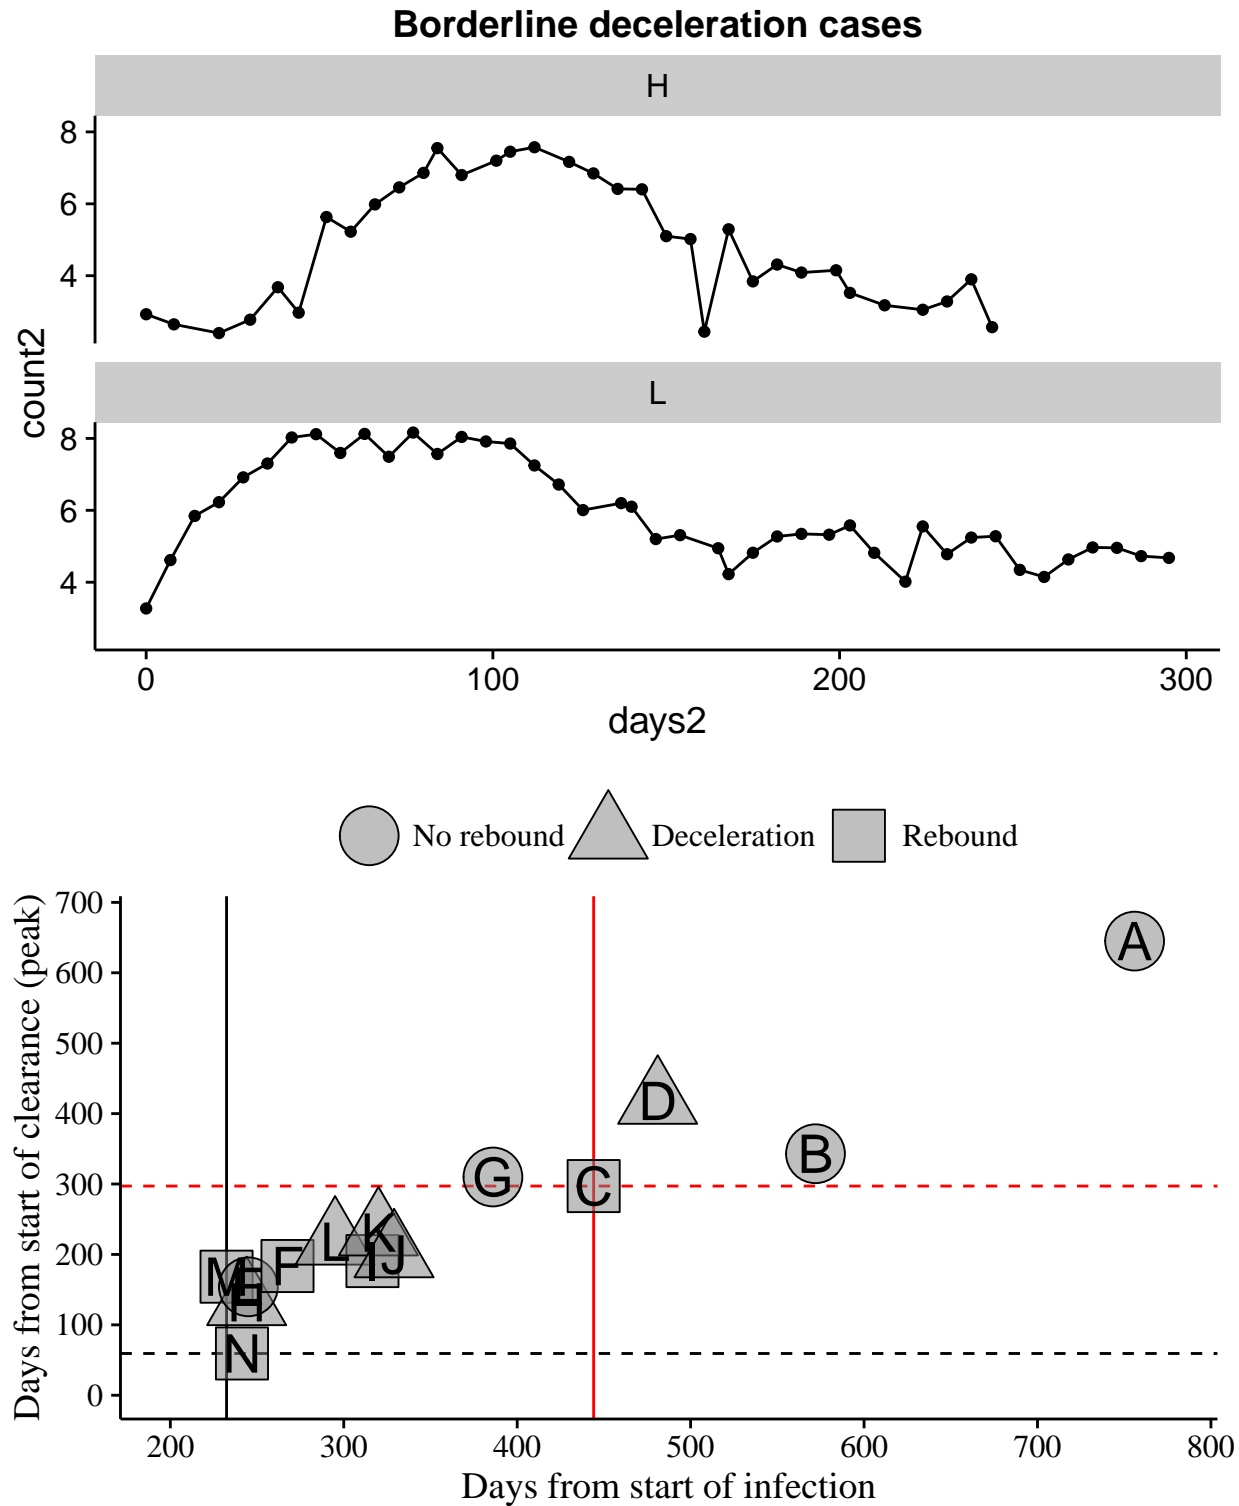 Borderline deceleration cases
H
8
6
4
count2
L
8
6
4
0 100 200 300
days2
No rebound Deceleration Rebound
700
600
500
400
300
200
100
0
Days from start of clearance (peak)
A
D
B
G
C
K
L
J
F
I
M
E
H
N
200 300 400 500 600 700 800
Days from start of infection